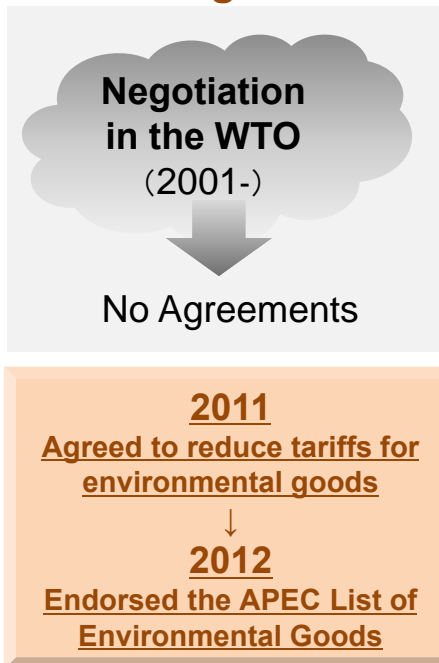 Negotiation
in the WTO
（2001-）
No Agreements
2011
Agreed to reduce tariffs for
environmental goods
↓
2012
Endorsed the APEC List of
Environmental Goods